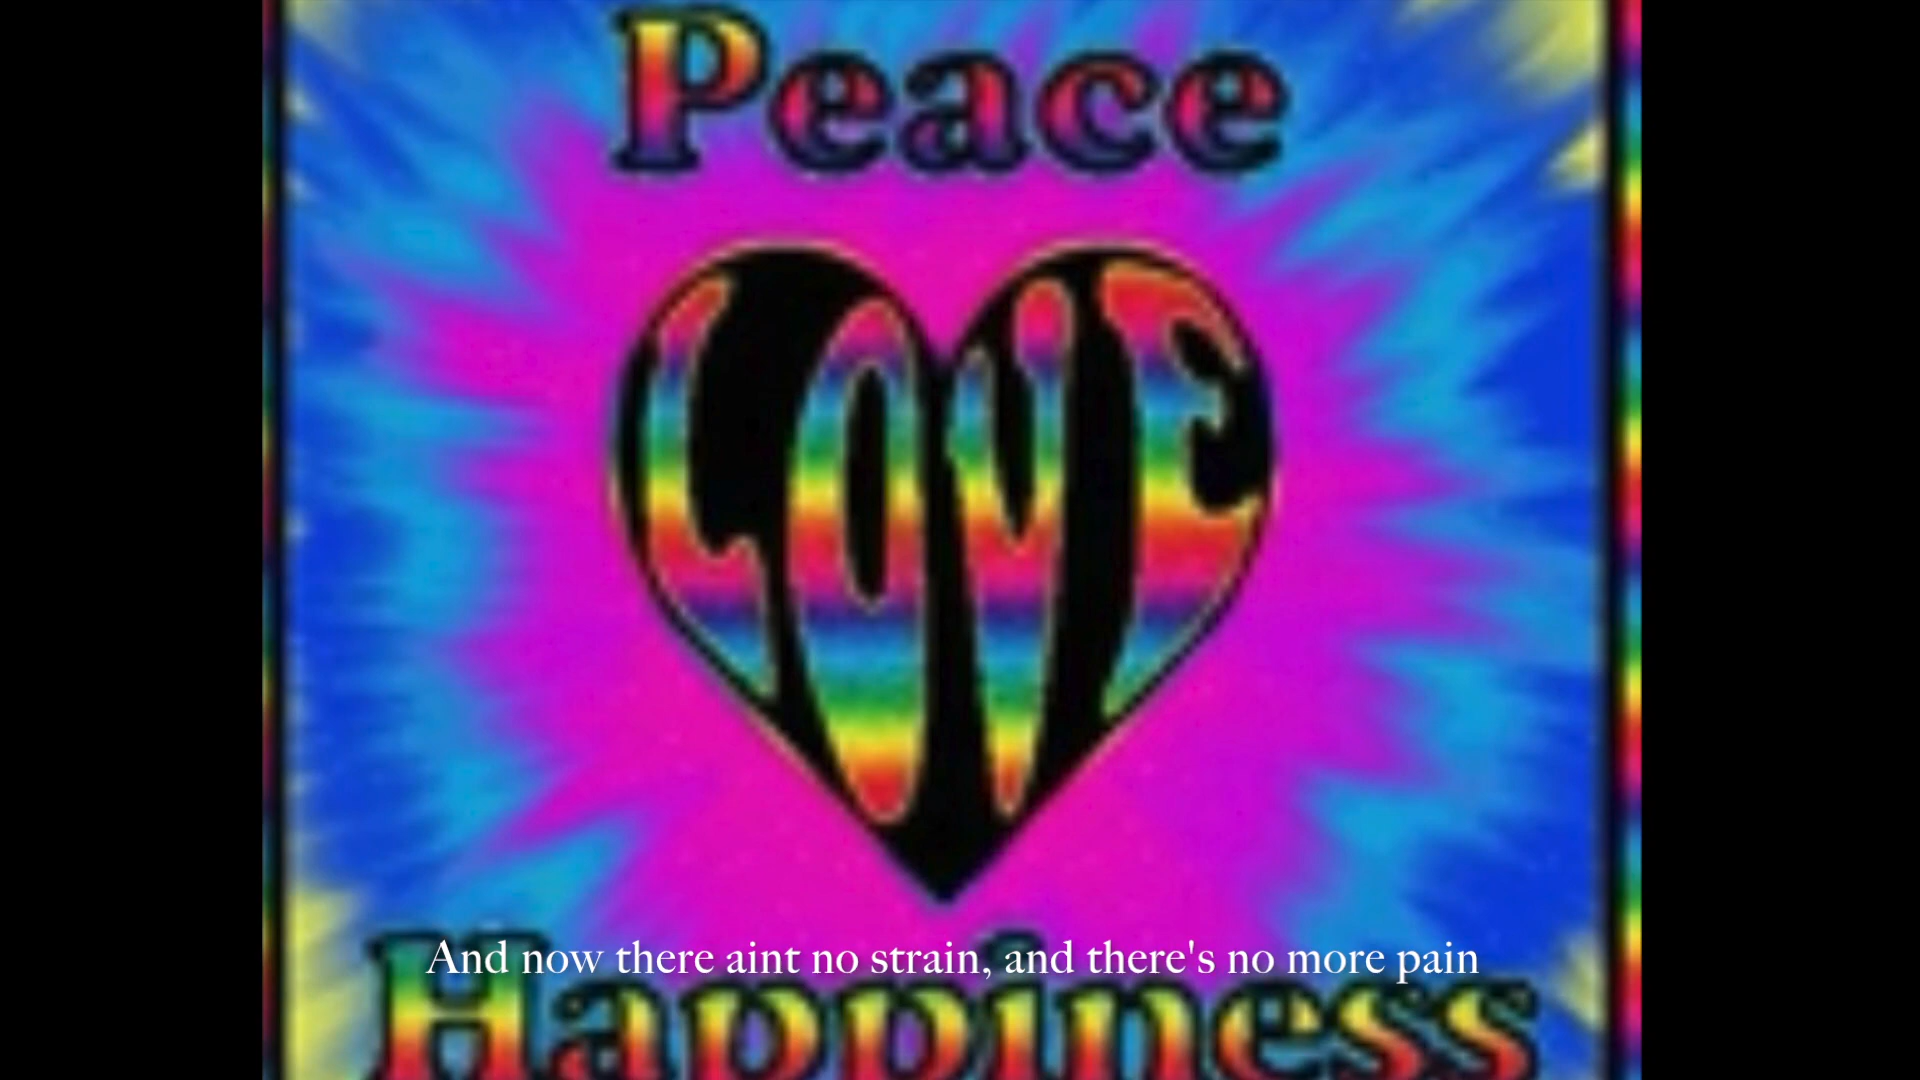 Peace
LOVE
And now there aint no strain, and there's no more pain
Happiness